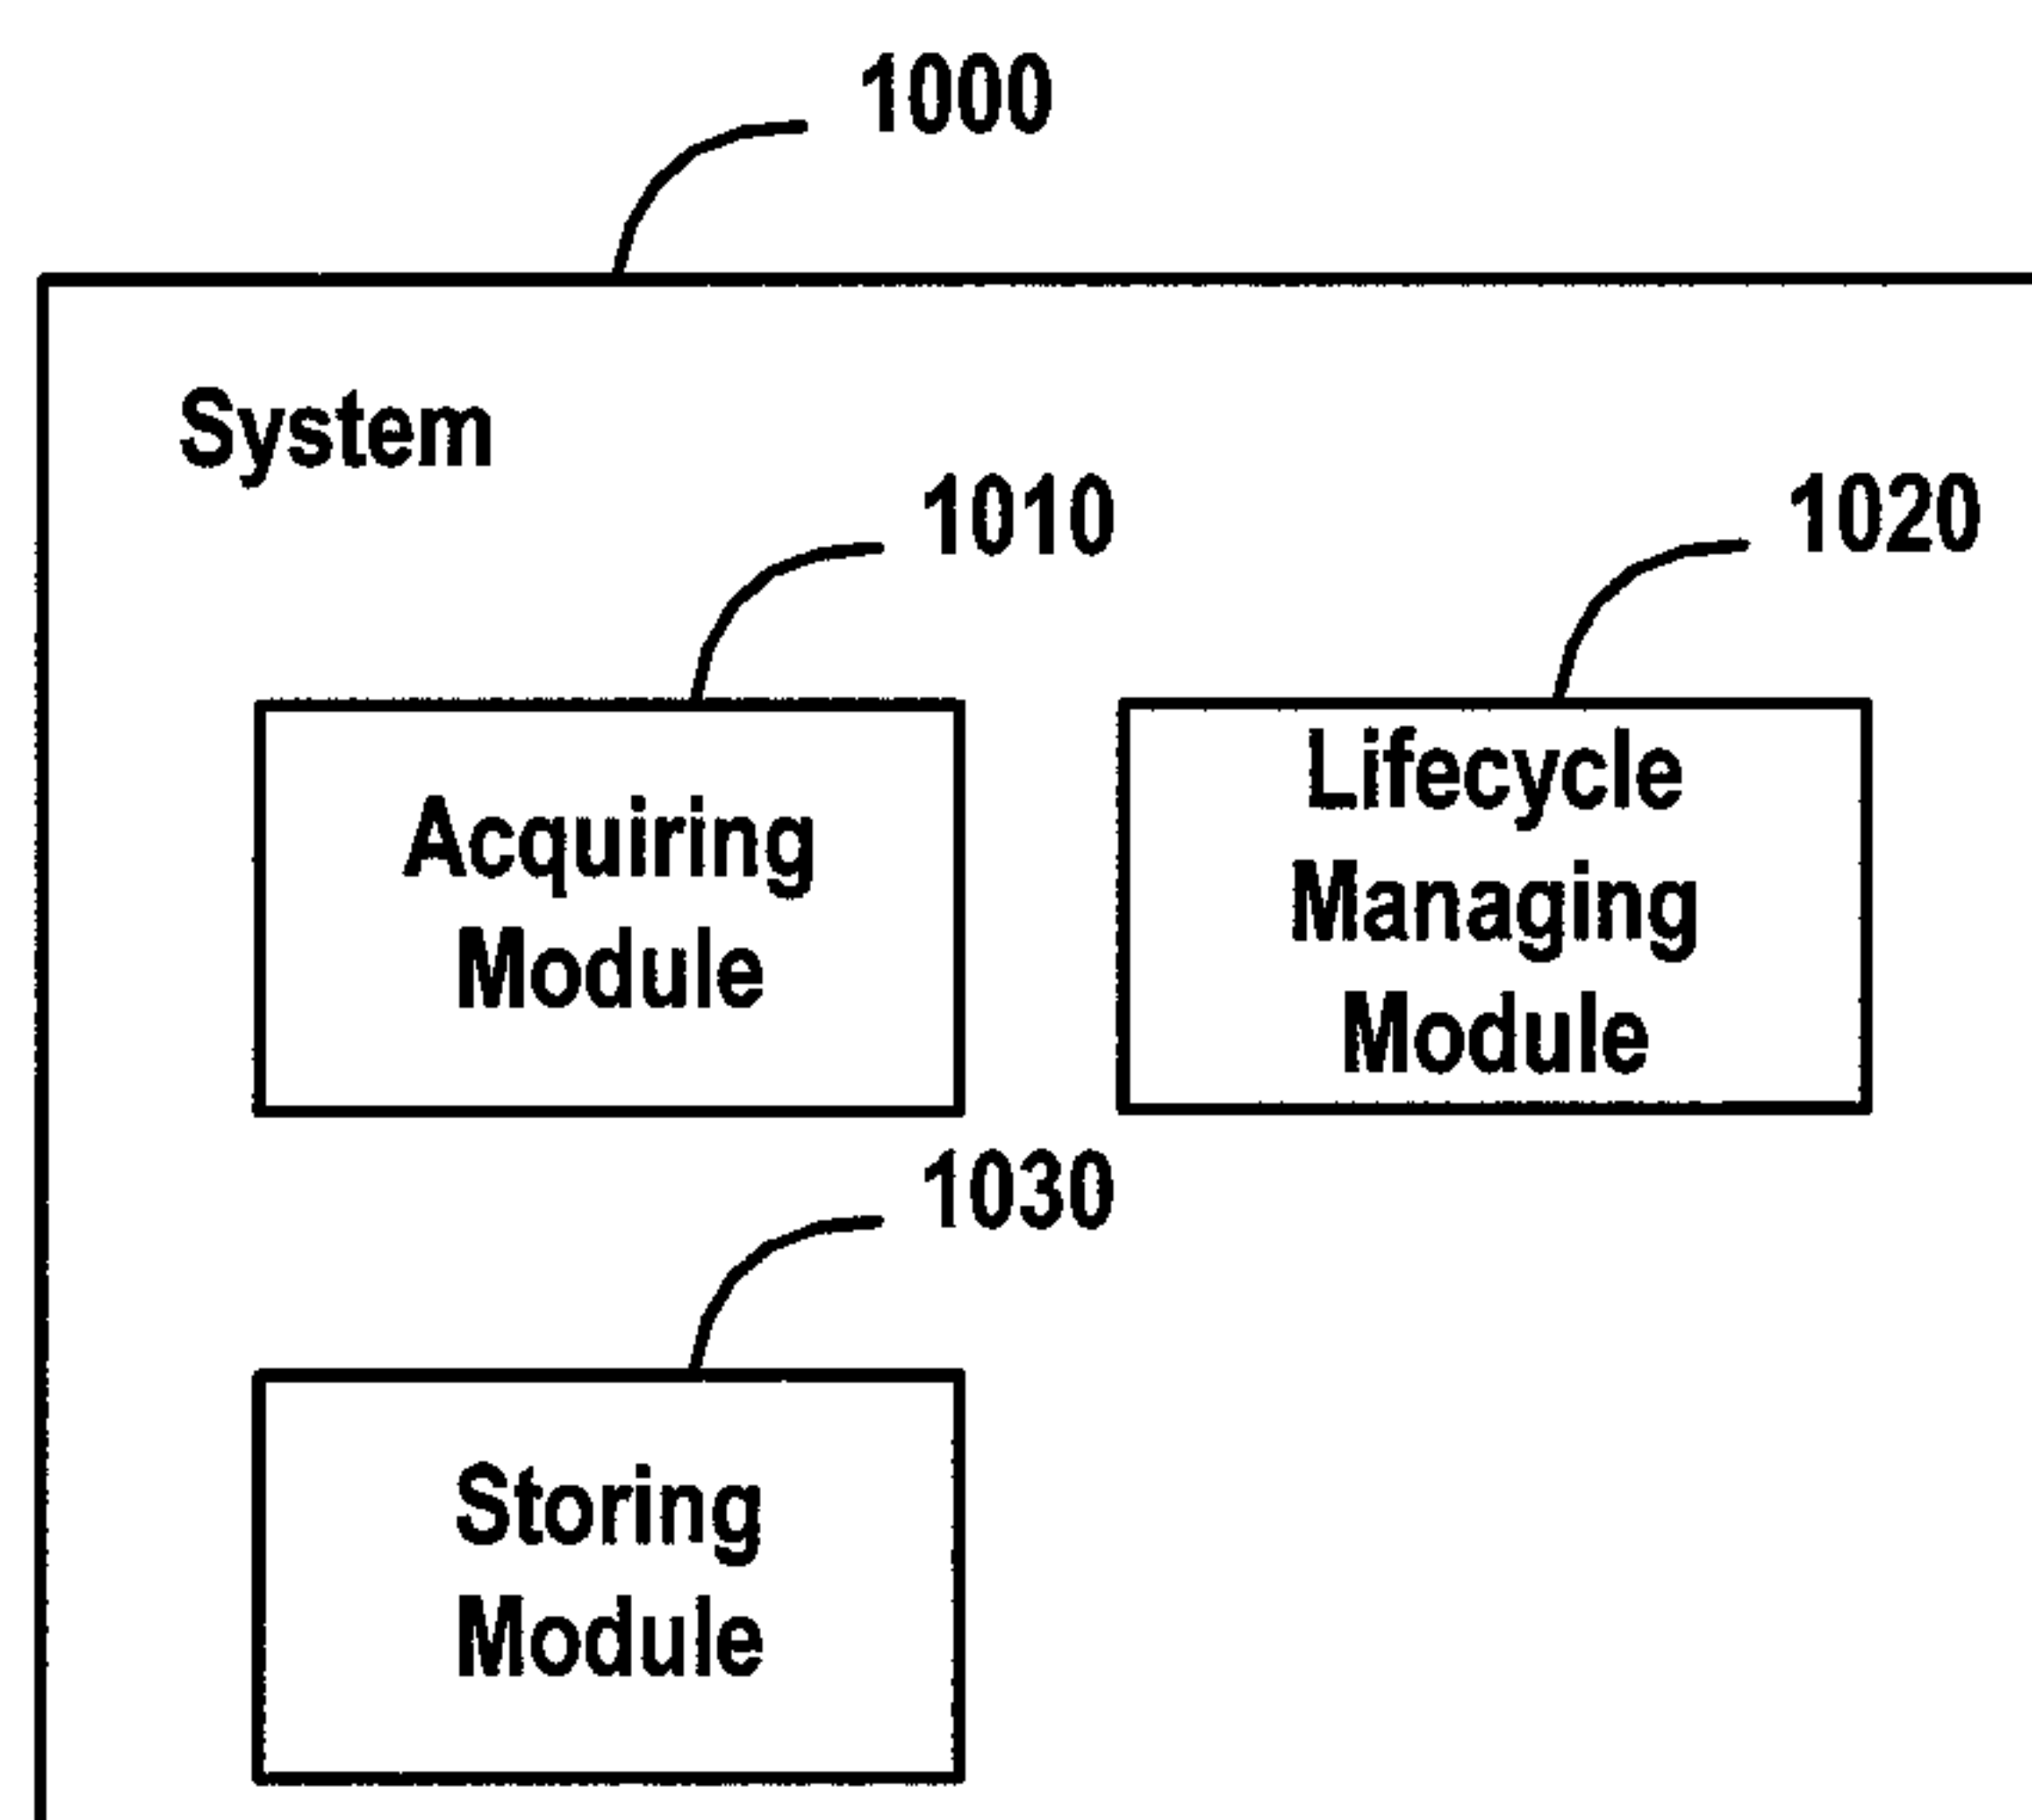 1000
System
1010
1020
Acquiring
Module
Lifecycle
Managing
Module
1030
Storing
Module